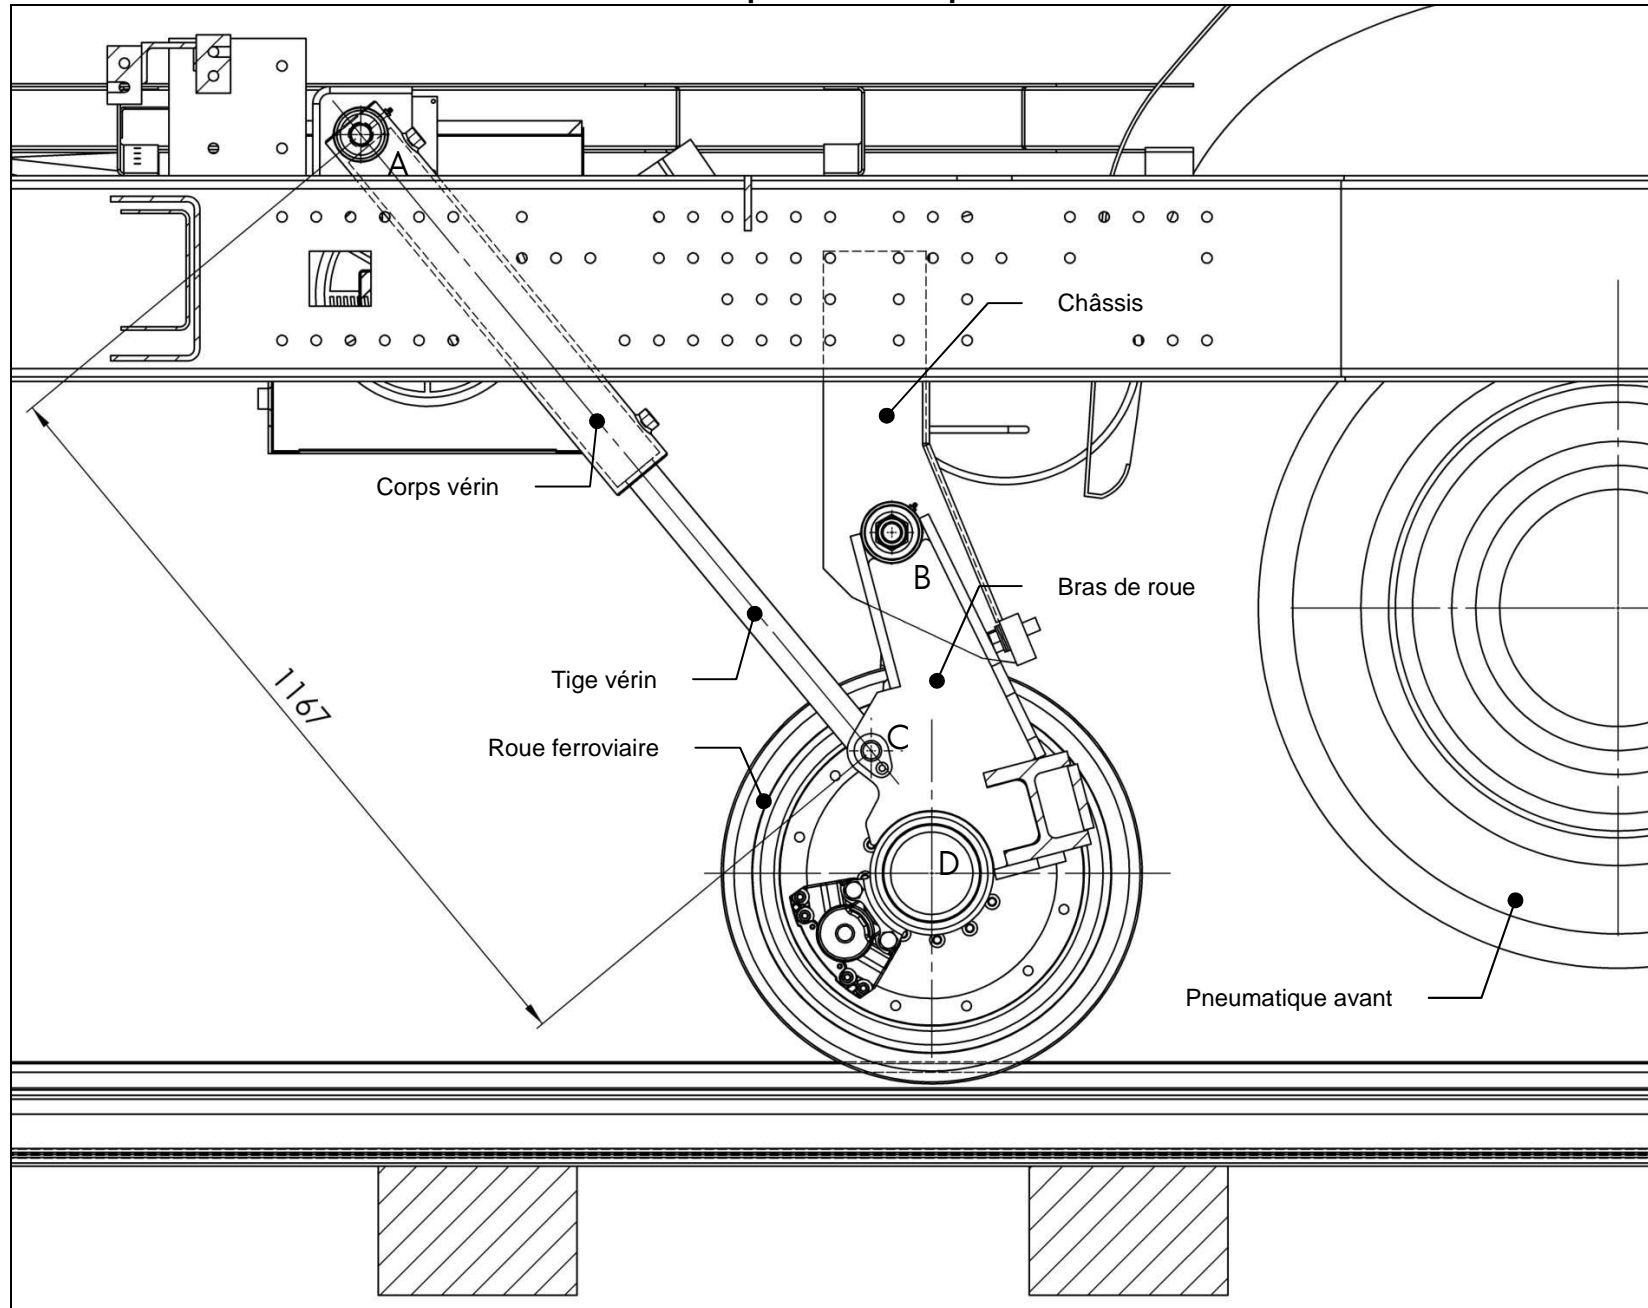 A
Châssis
Corps vérin
B
Bras de roue
Tige vérin
1167
C
Roue ferroviaire
D
Pneumatique avant